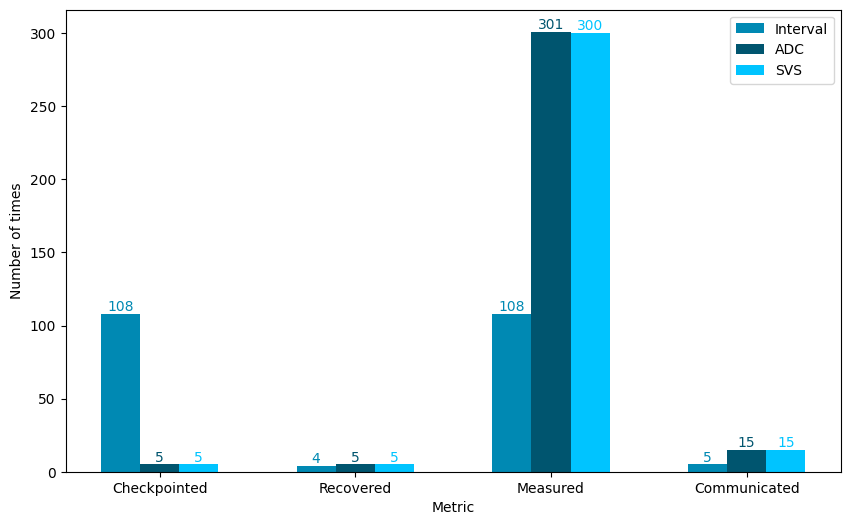 Interval
ADC
SVS
Number of times
300
250
200
150
100
50
0
108
5
5
4
5
5
108
301
300
5
15
15
Checkpointed
Recovered
Measured
Communicated
Metric